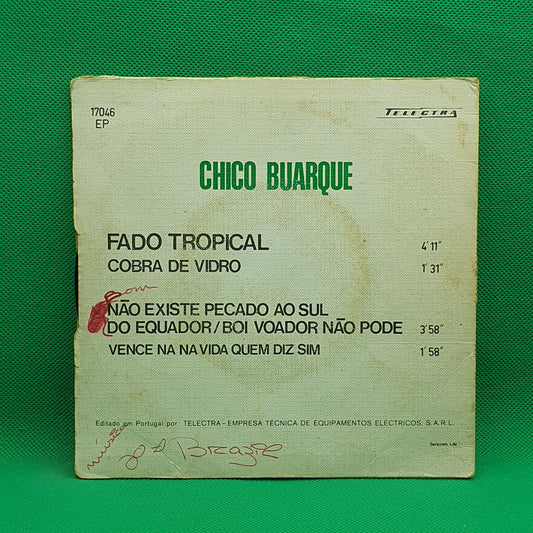 17046
EP
TELECTRA
CHICO BUARQUE
FADO TROPICAL 4'11"
COBRA DE VIDRO 1'31"
Bom
NÃO EXISTE PECADO AO SUL
DO EQUADOR/BOI VOADOR NÃO PODE 3'58"
VENCE NA NA VIDA QUEM DIZ SIM 1'58"
Editado em Portugal por: TELECTRA-EMPRESA TÉCNICA DE EQUIPAMENTOS ELÉCTRICOS, S.A.R.L.